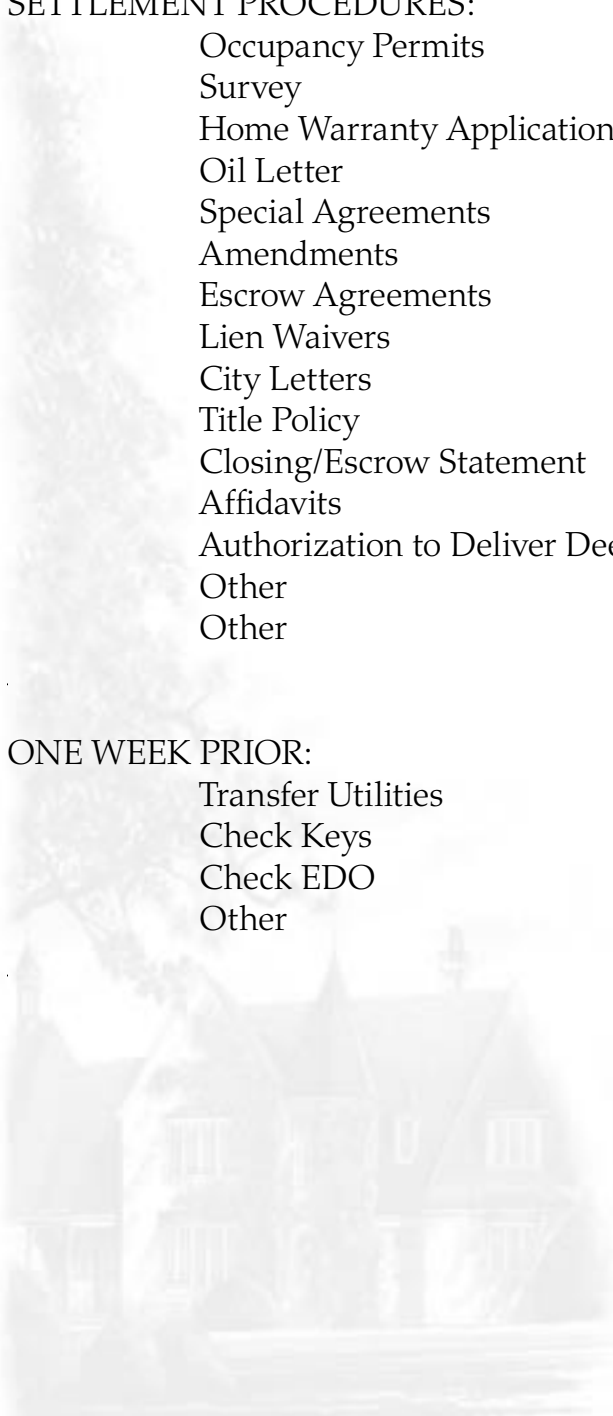 SETTLEMENT PROCEDURES:
Occupancy Permits
Survey
Home Warranty Application
Oil Letter
Special Agreements
Amendments
Escrow Agreements
Lien Waivers
City Letters
Title Policy
Closing/Escrow Statement
Affidavits
Authorization to Deliver
Other
Other
.
ONE WEEK PRIOR:
Transfer Utilities
Check Keys
Check EDO
Other
.